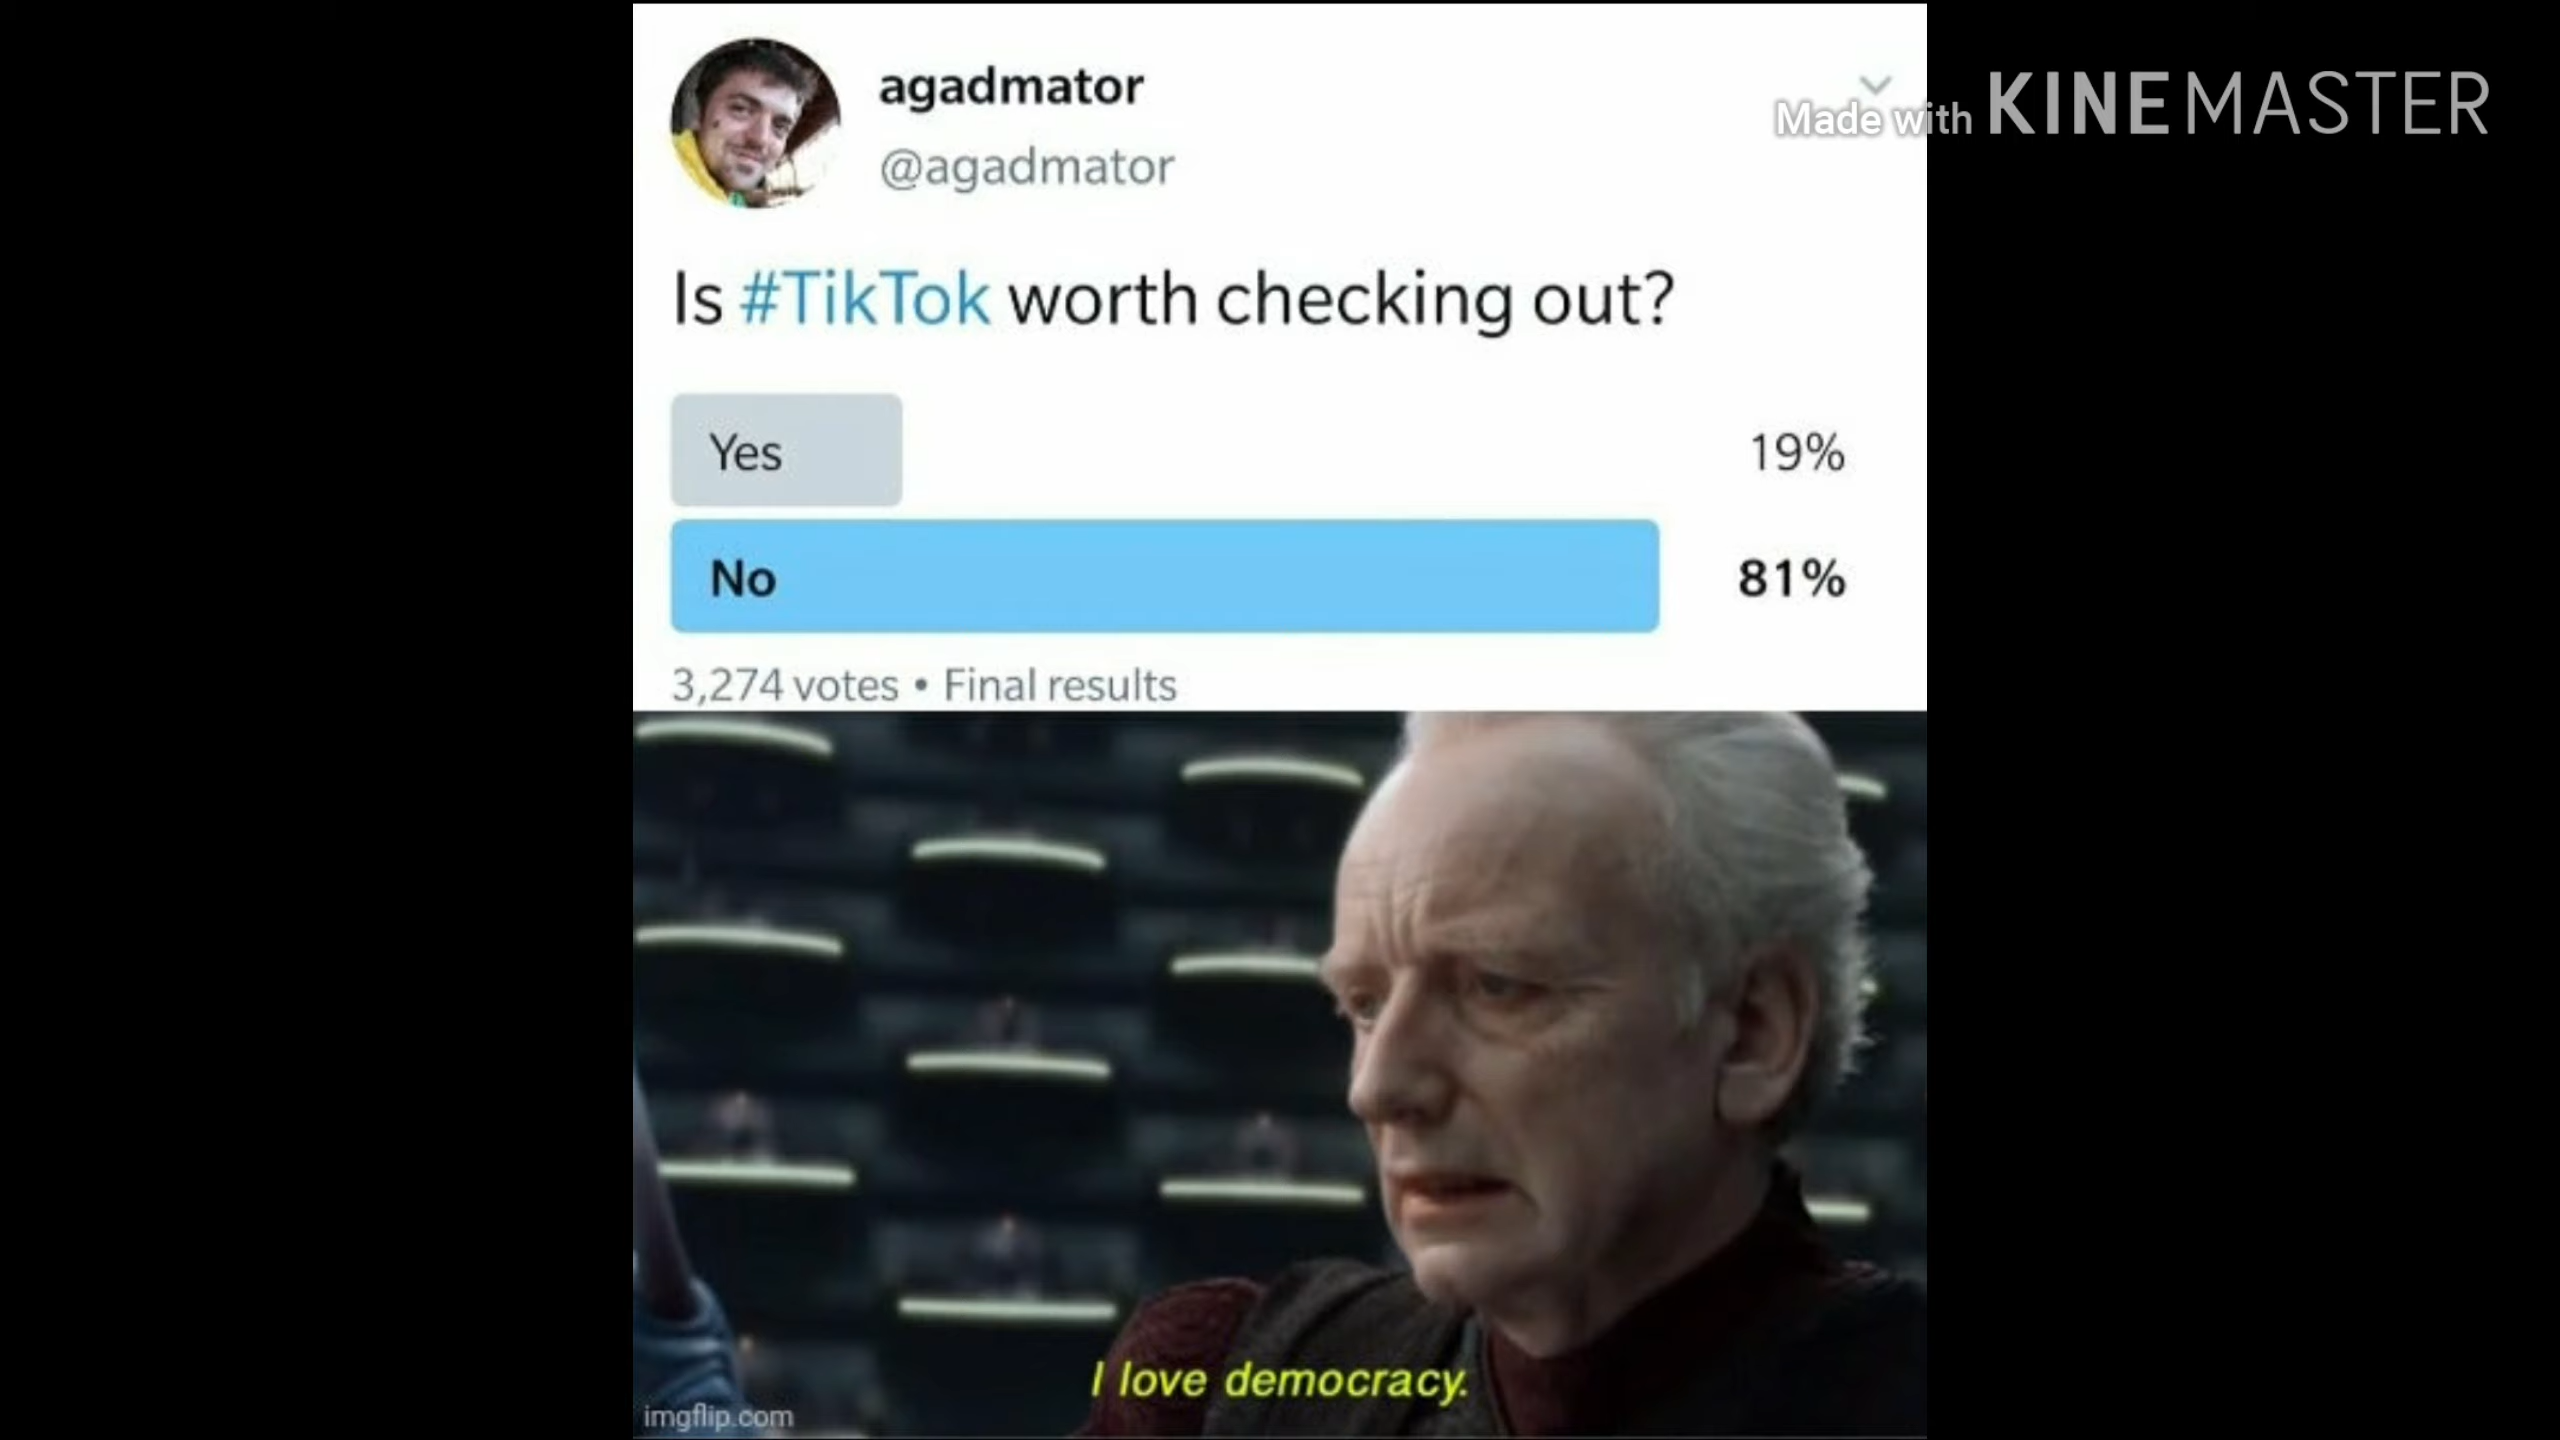 agadmator
@agadmator
Made with KINEMASTER
Is #TikTok worth checking out?
Yes 19%
No 81%
3,274 votes • Final results
I love democracy.
imgflip.com